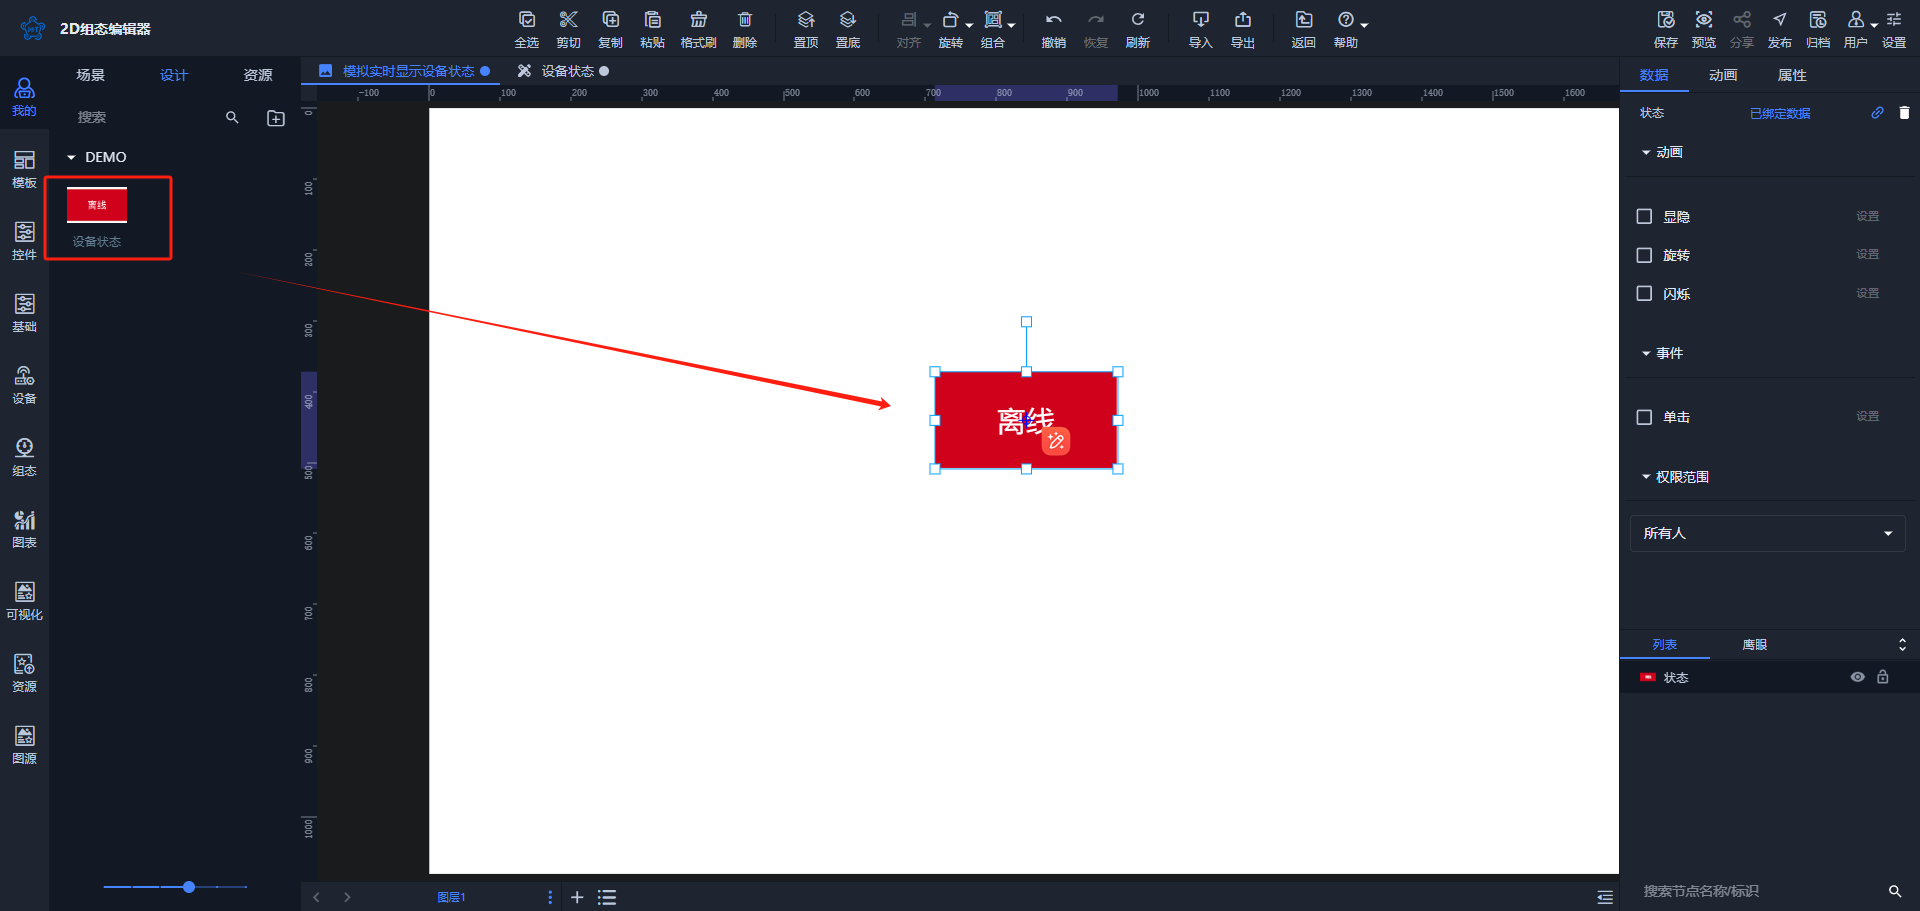 2D组态编辑器
全选 剪切 复制 粘贴 格式刷 删除 置顶 置底 对齐 旋转 组合 撤销 恢复 刷新 导入 导出 返回 帮助 保存 预览 分享 发布 归档 用户 设置
我的
模板
控件
基础
设备
组态
图表
可视化
资源
图源
场景 设计 资源
搜索
DEMO
离线
设备状态
模拟实时显示设备状态 设备状态
-100 0 100 200 300 400 500 600 700 800 900 1000 1100 1200 1300 1400 1500 1600
0
100
200
300
400
500
600
700
800
900
1000
离线
图层1
数据 动画 属性
状态 已绑定数据
动画
显隐 设置
旋转 设置
闪烁 设置
事件
单击 设置
权限范围
所有人
列表 鹰眼
状态
搜索节点名称/标识